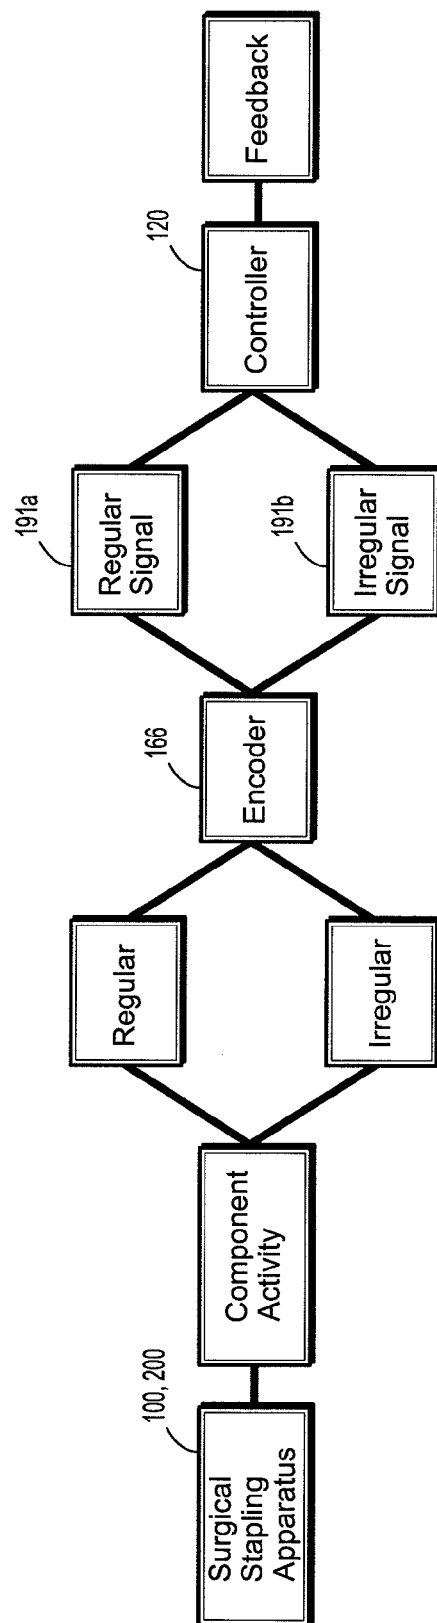 100, 200
Surgical
Stapling
Apparatus
Component
Activity
Regular
Irregular
166
Encoder
191a
Regular
Signal
191b
Irregular
Signal
120
Controller
Feedback